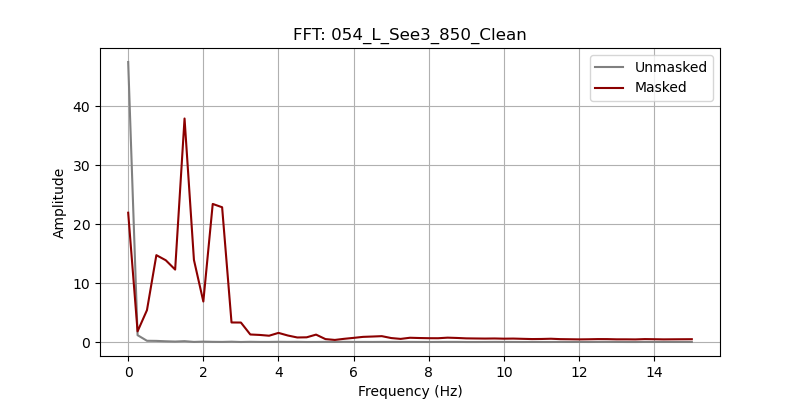 FFT: 054_L_See3_850_Clean
Unmasked
Masked
Amplitude
40
30
20
10
0
0 2 4 6 8 10 12 14
Frequency (Hz)